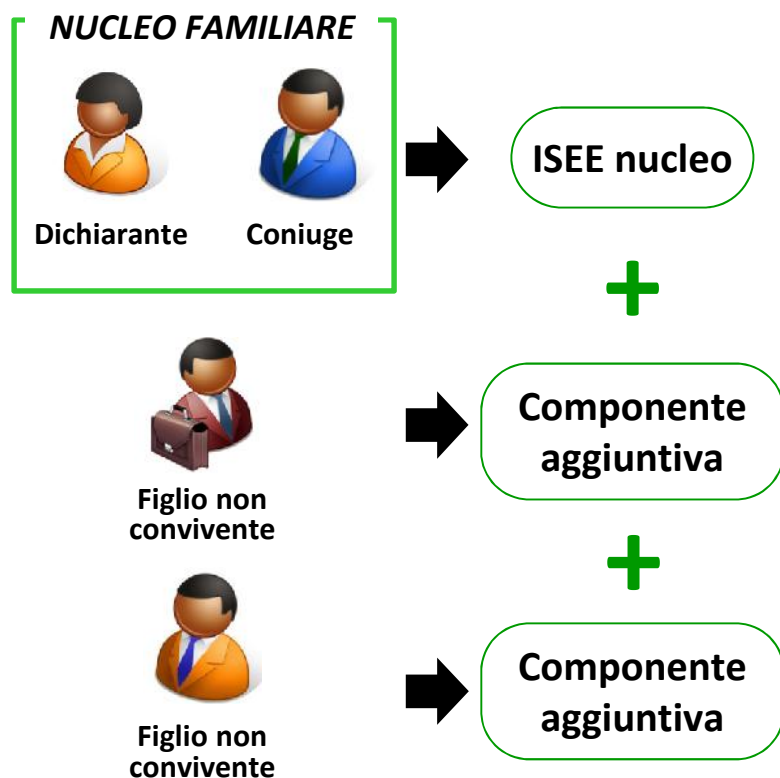 NUCLEO FAMILIARE
Dichiarante
Coniuge
ISEE nucleo
+
Figlio non
convivente
Componente
aggiuntiva
+
Figlio non
convivente
Componente
aggiuntiva